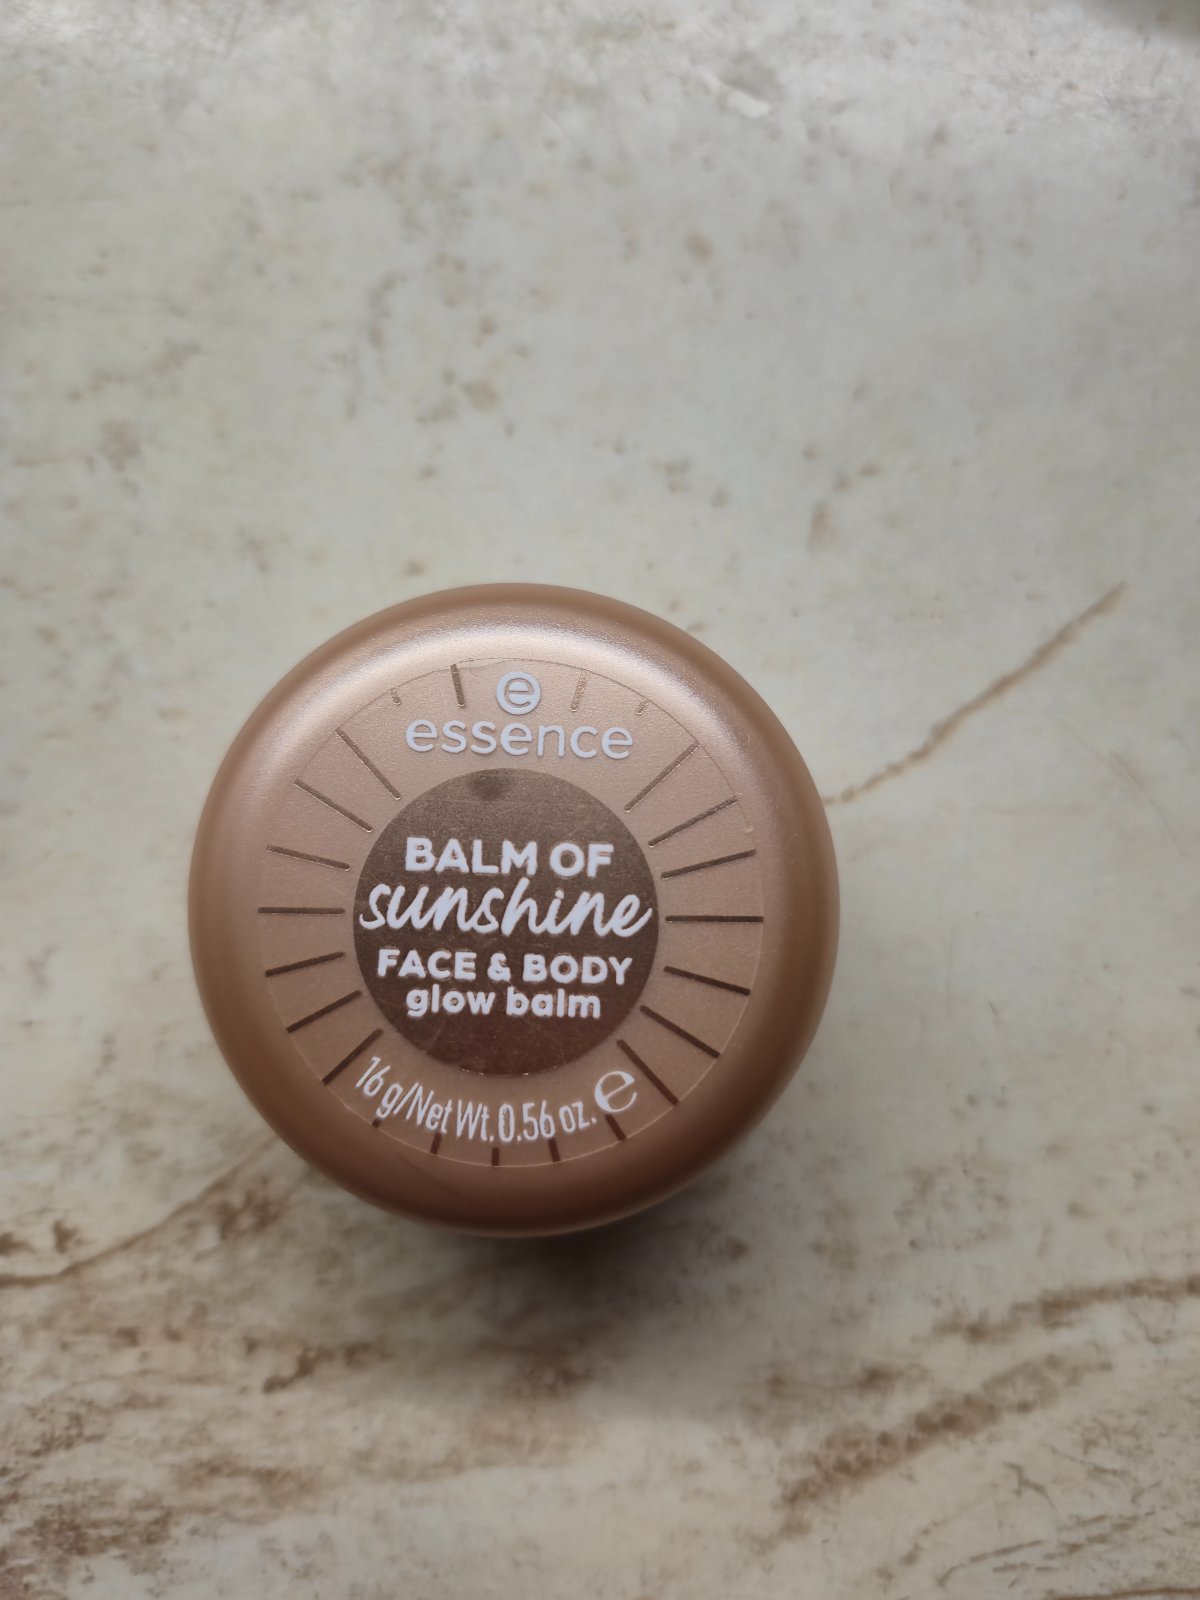 e
essence
BALM OF
sunshine
FACE & BODY
glow balm
16 g/Net Wt. 0.56 oz. ℮